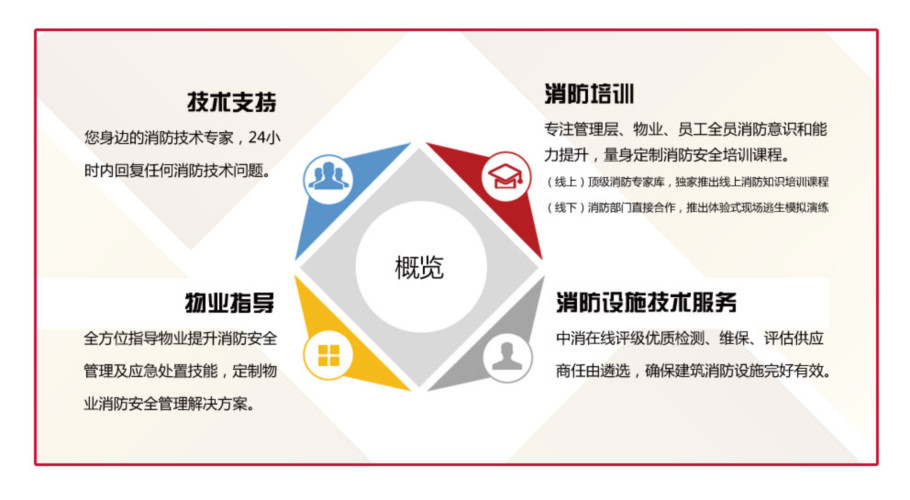 技术支持
您身边的消防技术专家，24小
时内回复任何消防技术问题。
消防培训
专注管理层、物业、员工全员消防意识和能
力提升，量身定制消防安全培训课程。
（线上）顶级消防专家库，独家推出线上消防知识培训课程
（线下）消防部门直接合作，推出体验式现场逃生模拟演练
概览
物业指导
全方位指导物业提升消防安全
管理及应急处置技能，定制物
业消防安全管理解决方案。
消防设施技术服务
中消在线评级优质检测、维保、评估供应
商任由遴选，确保建筑消防设施完好有效。